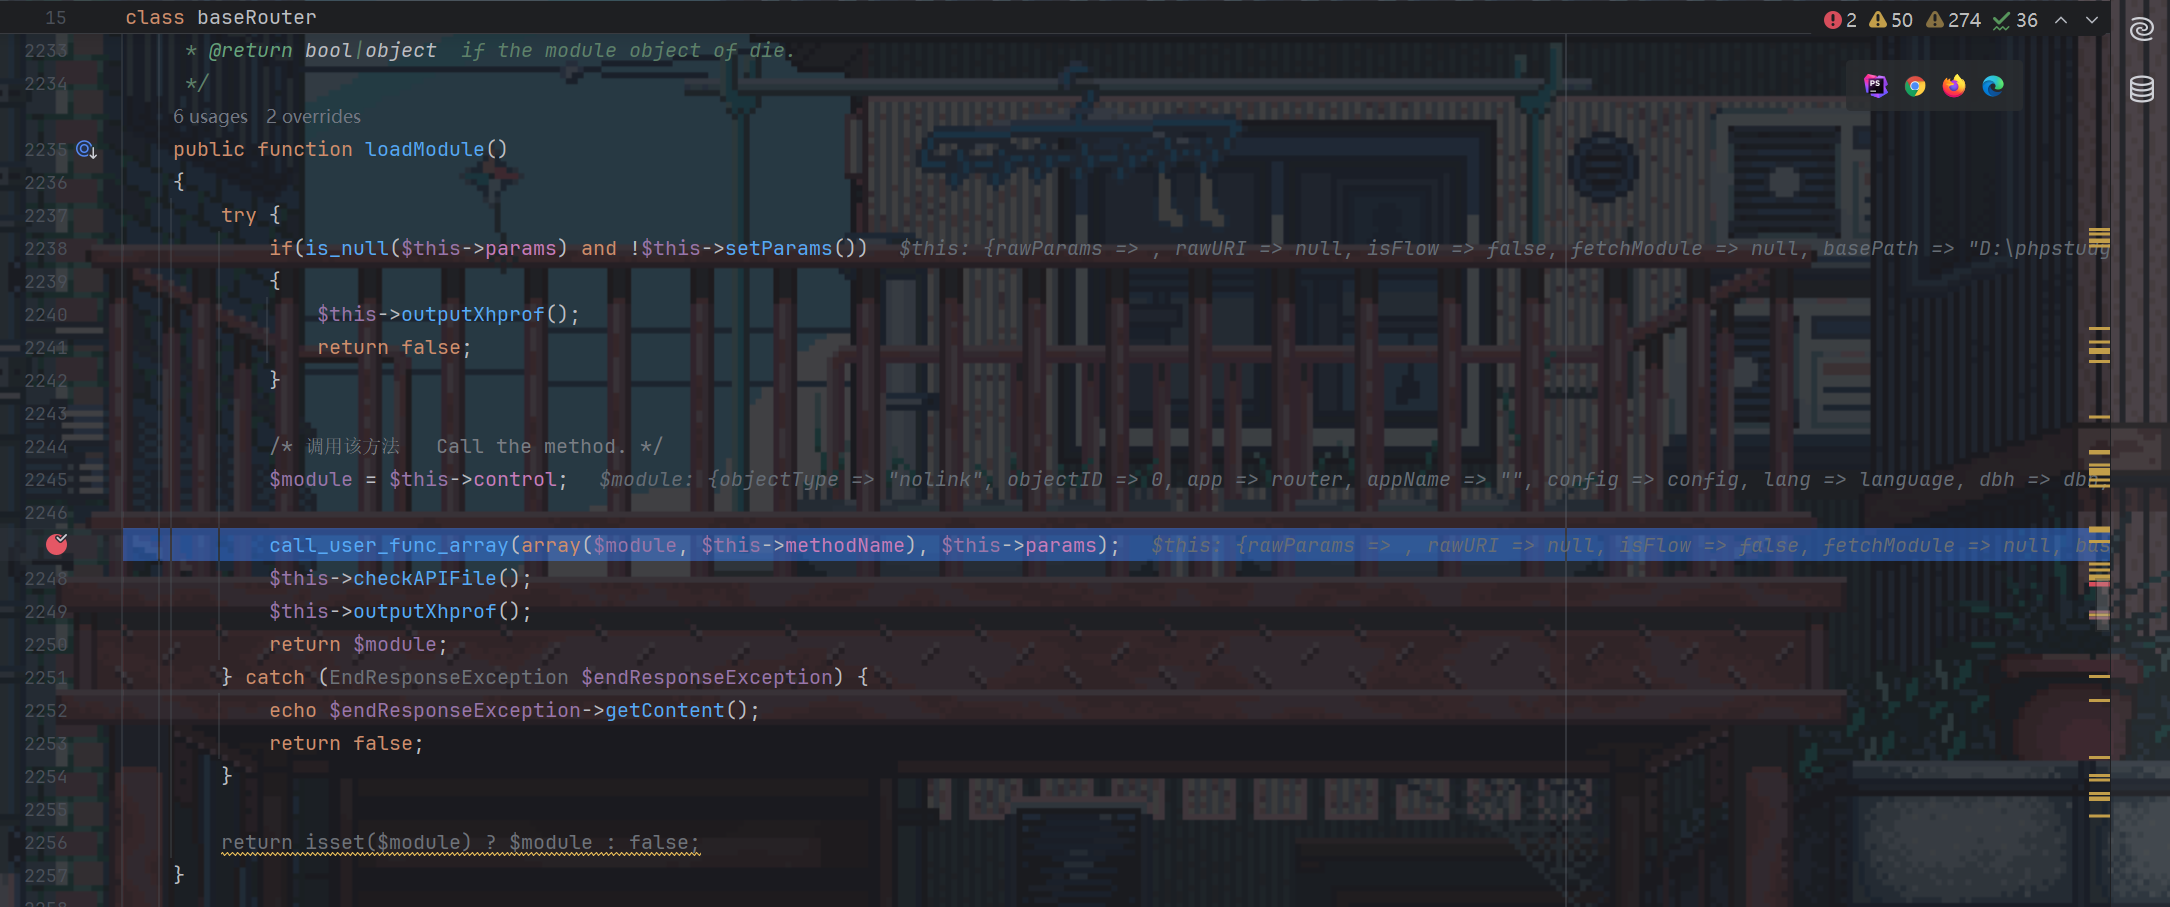 15 class baseRouter
2 50 274 36
2233 * @return bool|object  if the module object of die.
2234 */
6 usages   2 overrides
2235 public function loadModule()
2236 {
2237 try {
2238 if(is_null($this->params) and !$this->setParams())   $this: {rawParams => , rawURI => null, isFlow => false, fetchModule => null, basePath => "D:\phpstudy
2239 {
2240 $this->outputXhprof();
2241 return false;
2242 }
2243
2244 /* 调用该方法   Call the method. */
2245 $module = $this->control;   $module: {objectType => "nolink", objectID => 0, app => router, appName => "", config => config, lang => language, dbh => dbh,
2246
call_user_func_array(array($module, $this->methodName), $this->params);   $this: {rawParams => , rawURI => null, isFlow => false, fetchModule => null, bas
2248 $this->checkAPIFile();
2249 $this->outputXhprof();
2250 return $module;
2251 } catch (EndResponseException $endResponseException) {
2252 echo $endResponseException->getContent();
2253 return false;
2254 }
2255
2256 return isset($module) ? $module : false;
2257 }
2258